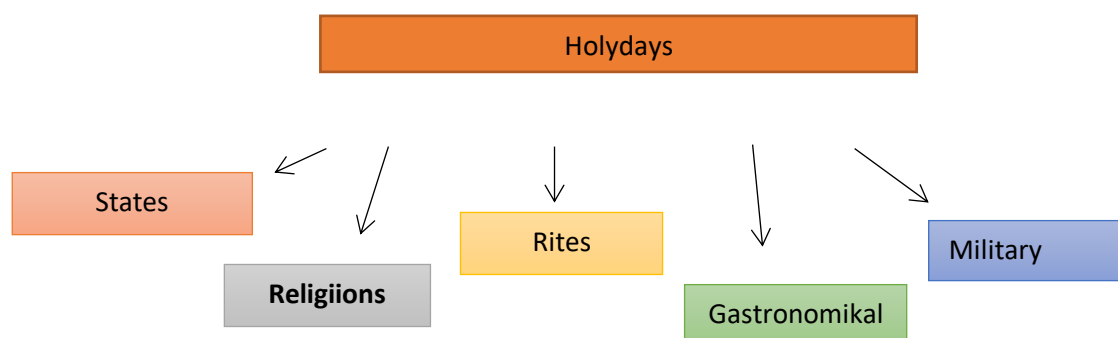 Holydays
States
Religiions
Rites
Gastronomikal
Military